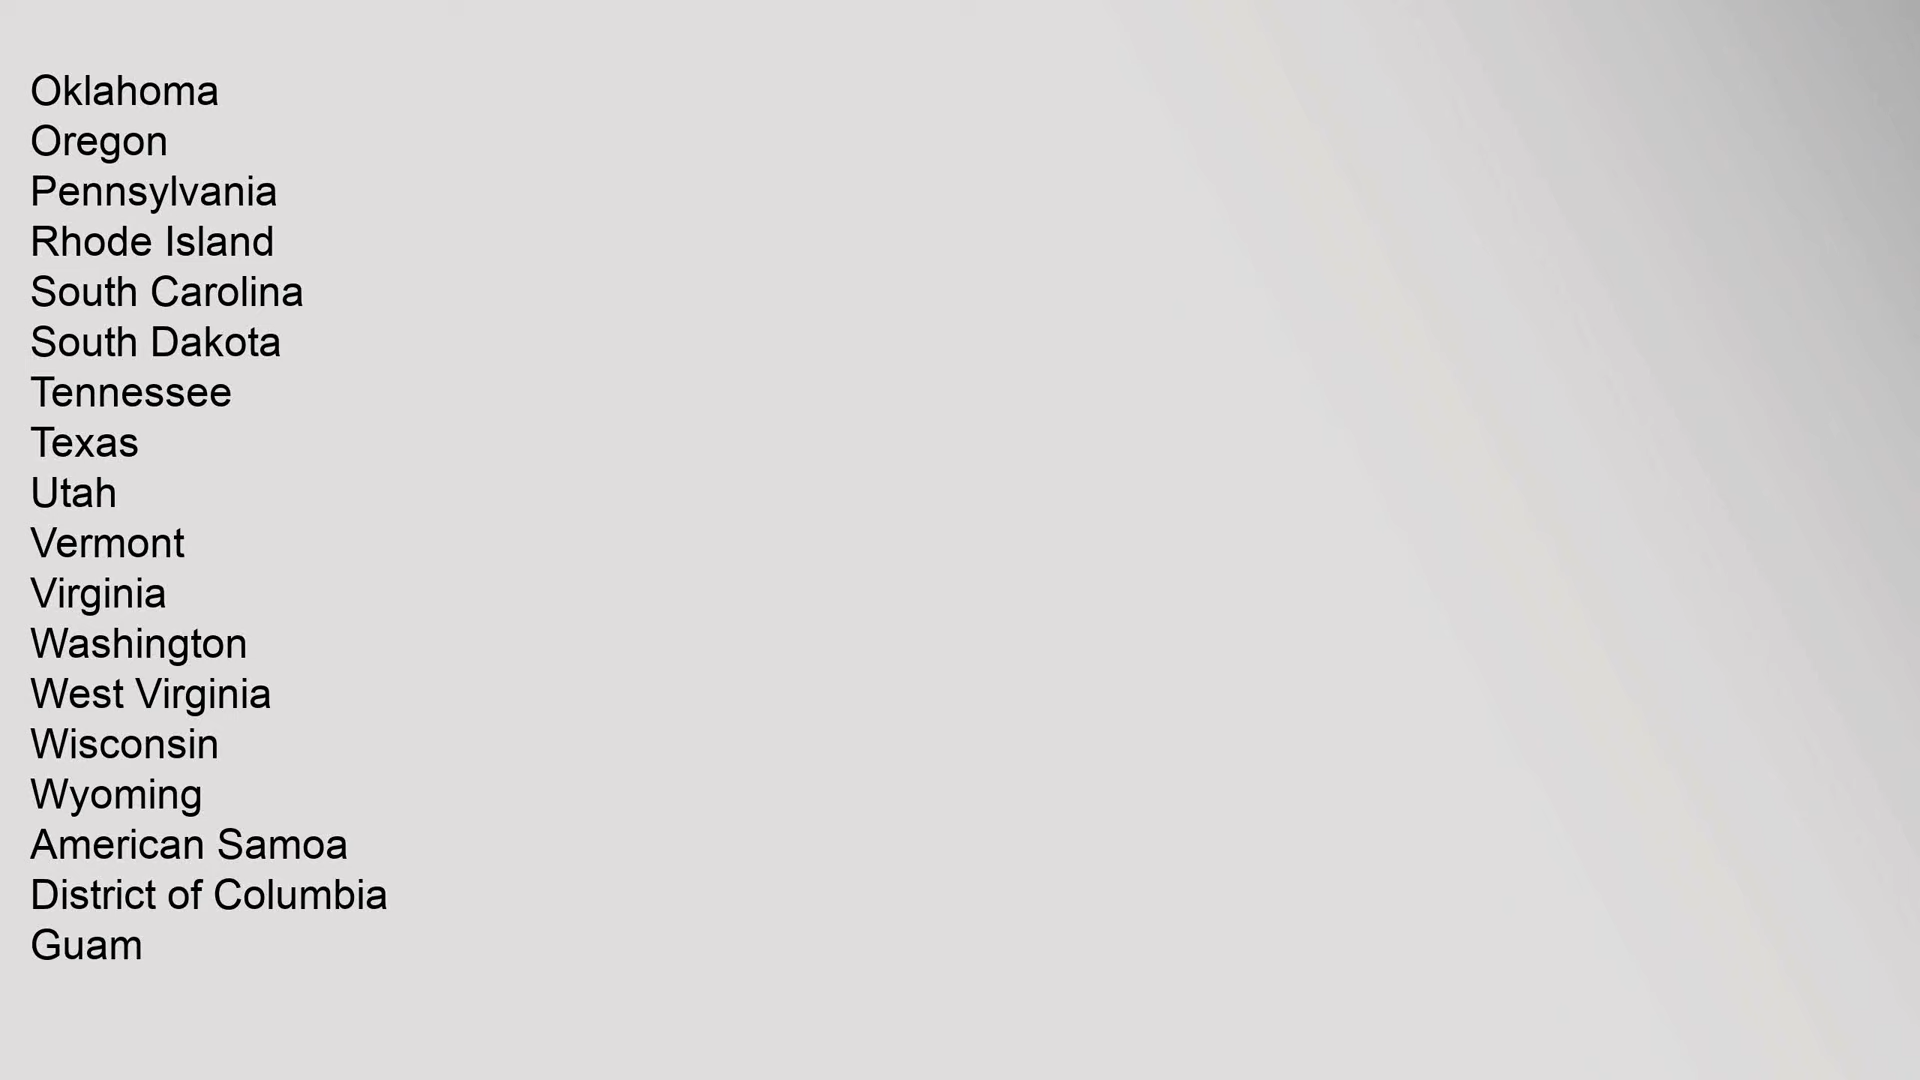 Oklahoma
Oregon
Pennsylvania
Rhode Island
South Carolina
South Dakota
Tennessee
Texas
Utah
Vermont
Virginia
Washington
West Virginia
Wisconsin
Wyoming
American Samoa
District of Columbia
Guam